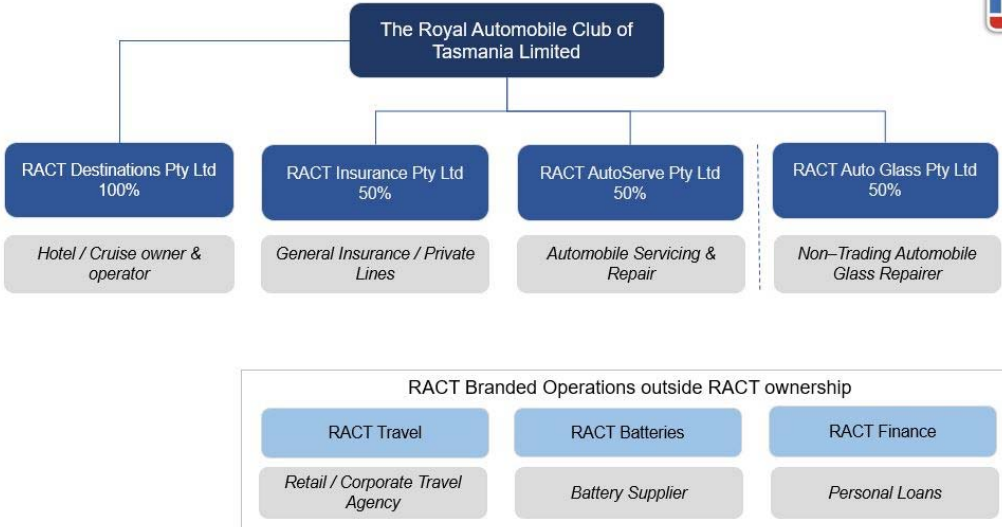 The Royal Automobile Club of
Tasmania Limited
RACT Destinations Pty Ltd
100%
RACT Insurance Pty Ltd
50%
RACT AutoServe Pty Ltd
50%
RACT Auto Glass Pty Ltd
50%
Hotel / Cruise owner &
operator
General Insurance / Private
Lines
Automobile Servicing &
Repair
Non–Trading Automobile
Glass Repairer
RACT Branded Operations outside RACT ownership
RACT Travel
RACT Batteries
RACT Finance
Retail / Corporate Travel
Agency
Battery Supplier
Personal Loans